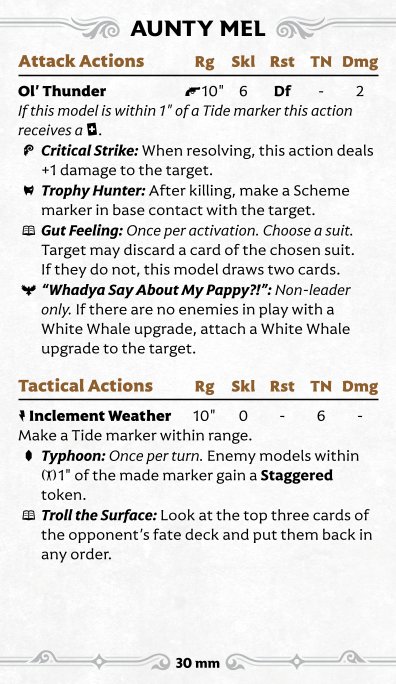 AUNTY MEL
Attack Actions Rg Skl Rst TN Dmg
Ol' Thunder 10" 6 Df - 2
If this model is within 1" of a Tide marker this action
receives a .
Critical Strike: When resolving, this action deals
+1 damage to the target.
Trophy Hunter: After killing, make a Scheme
marker in base contact with the target.
Gut Feeling: Once per activation. Choose a suit.
Target may discard a card of the chosen suit.
If they do not, this model draws two cards.
"Whadya Say About My Pappy?!": Non-leader
only. If there are no enemies in play with a
White Whale upgrade, attach a White Whale
upgrade to the target.
Tactical Actions Rg Skl Rst TN Dmg
Inclement Weather 10" 0 - 6 -
Make a Tide marker within range.
Typhoon: Once per turn. Enemy models within
1" of the made marker gain a Staggered
token.
Troll the Surface: Look at the top three cards of
the opponent's fate deck and put them back in
any order.
30 mm